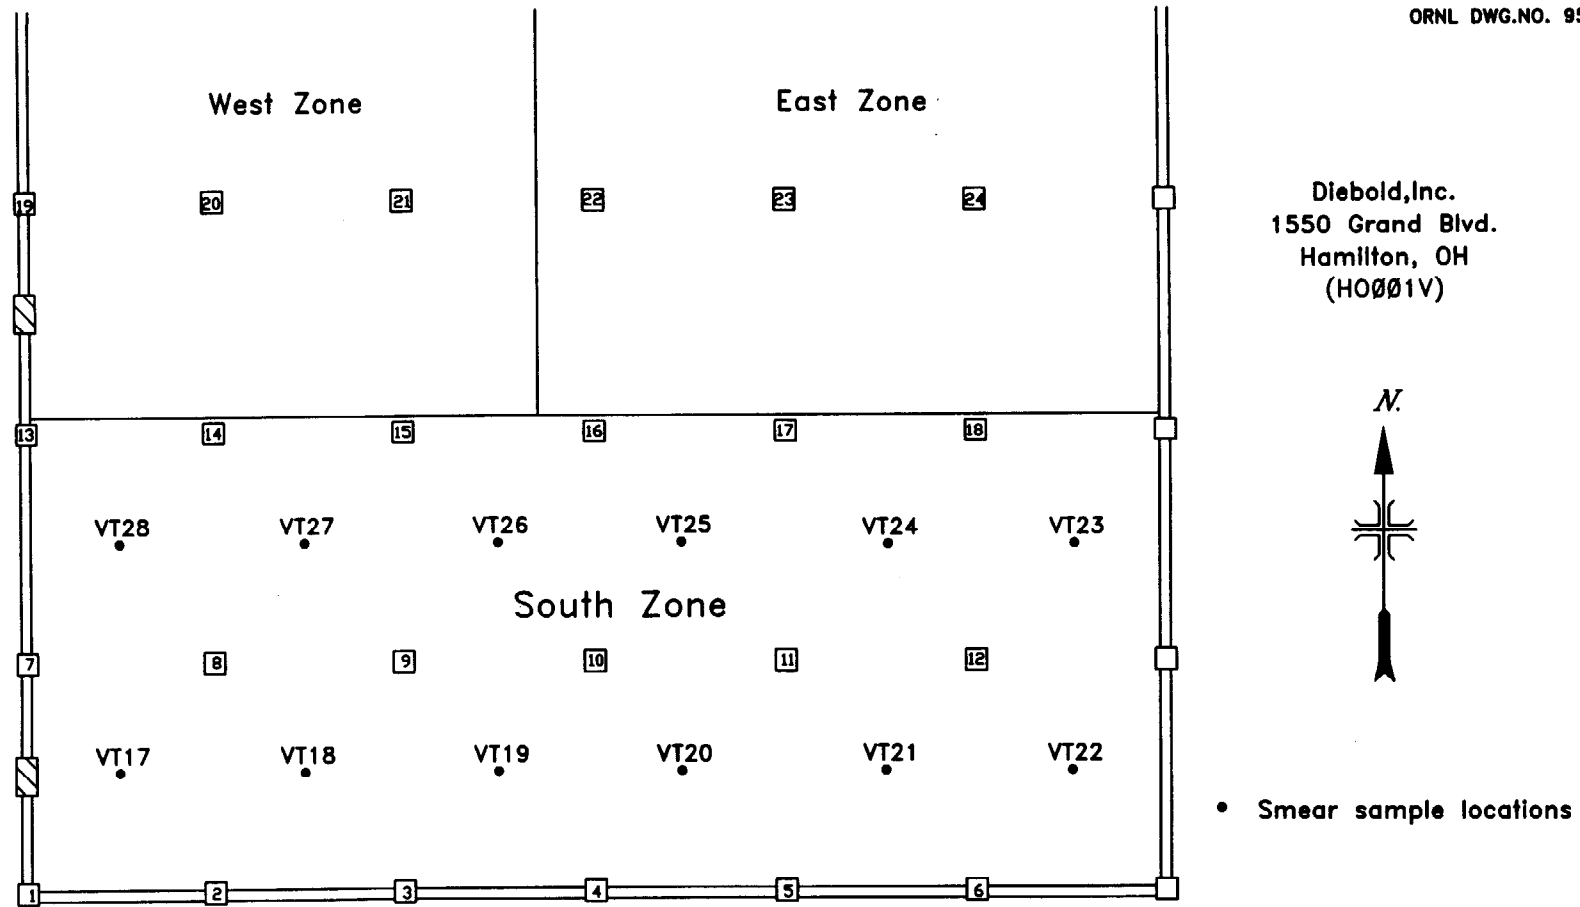 ORNL DWG.NO.
West Zone
East Zone
19 20 21 22 23 24
Diebold,Inc.
1550 Grand Blvd.
Hamilton, OH
(HOØØ1V)
N.
13 14 15 16 17 18
VT28 VT27 VT26 VT25 VT24 VT23
South Zone
7 8 9 10 11 12
VT17 VT18 VT19 VT20 VT21 VT22
• Smear sample locations
1 2 3 4 5 6